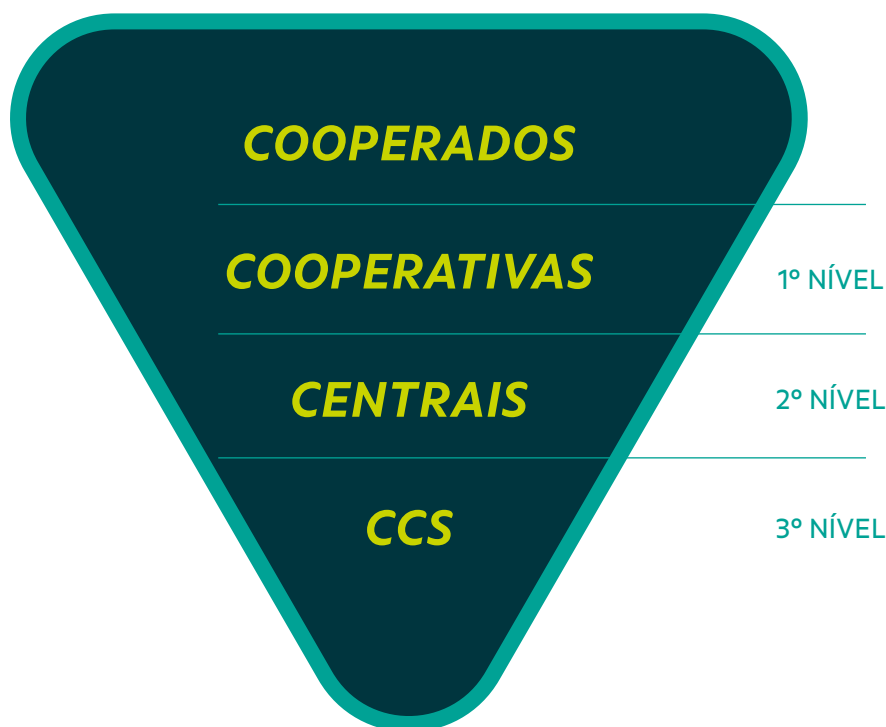 COOPERADOS
COOPERATIVAS
1º NÍVEL
CENTRAIS
2º NÍVEL
CCS
3º NÍVEL